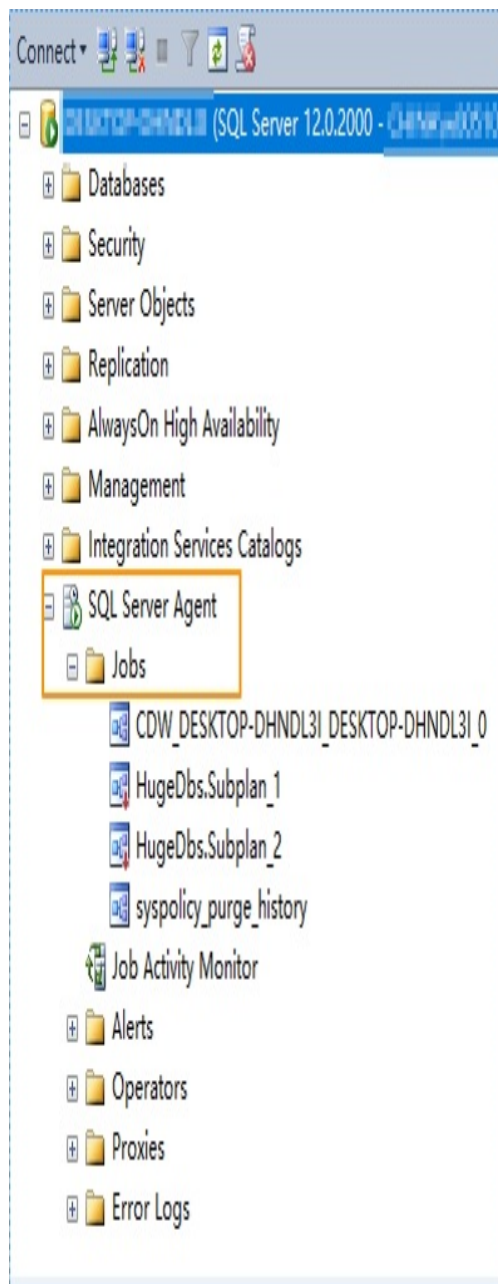 Connect
(SQL Server 12.0.2000 -
Databases
Security
Server Objects
Replication
AlwaysOn High Availability
Management
Integration Services Catalogs
SQL Server Agent
Jobs
CDW_DESKTOP-DHNDL3I_DESKTOP-DHNDL3I_0
HugeDbs.Subplan_1
HugeDbs.Subplan_2
syspolicy_purge_history
Job Activity Monitor
Alerts
Operators
Proxies
Error Logs